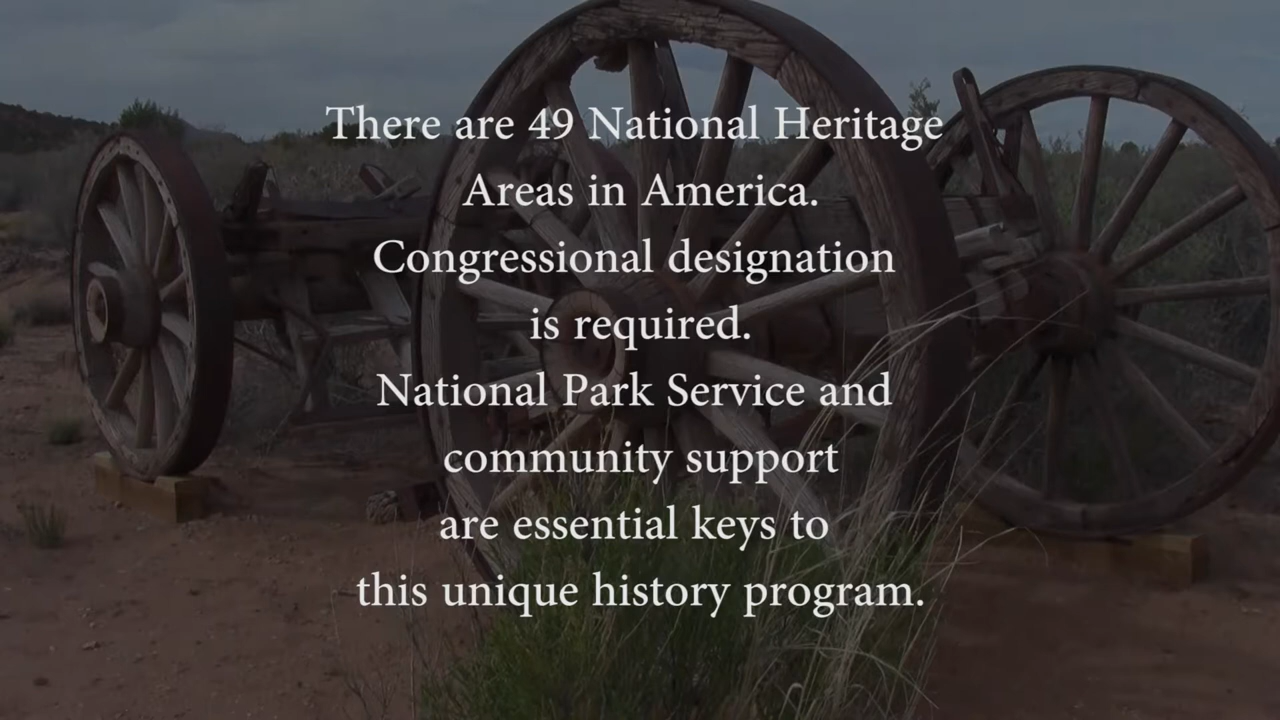 There are 49 National Heritage
Areas in America.
Congressional designation
is required.
National Park Service and
community support
are essential keys to
this unique history program.